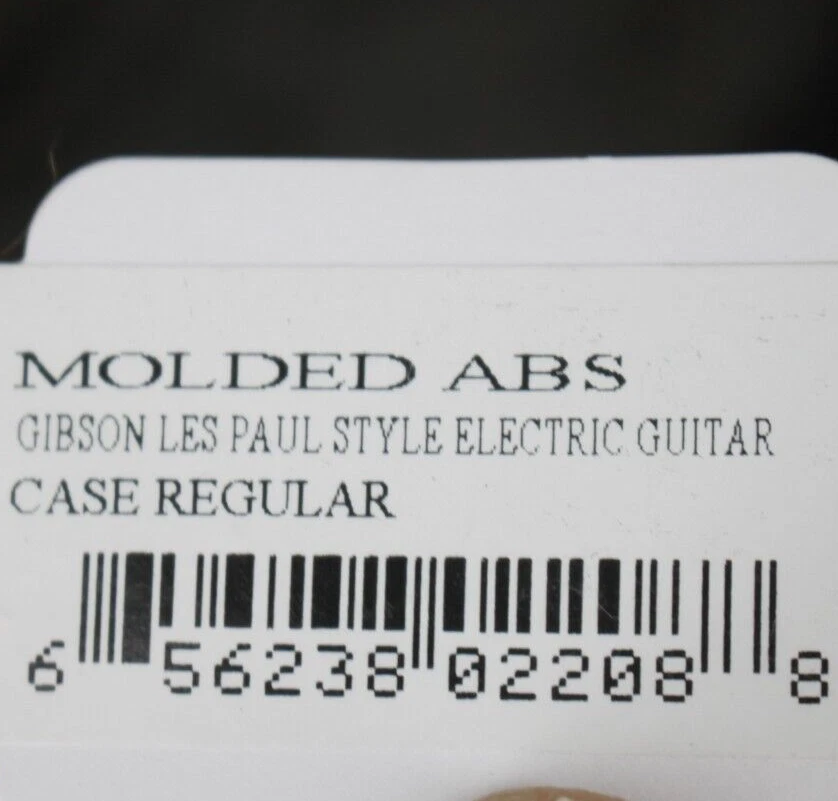 MOLDED ABS
GIBSON LES PAUL STYLE ELECTRIC GUITAR
CASE REGULAR
6 56238 02208 8